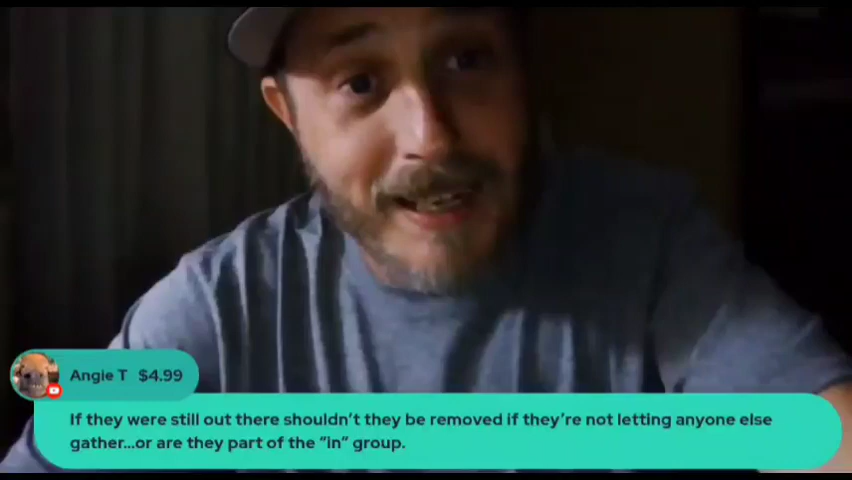 Angie T $4.99
If they were still out there shouldn't they be removed if they're not letting anyone else
gather...or are they part of the "in" group.